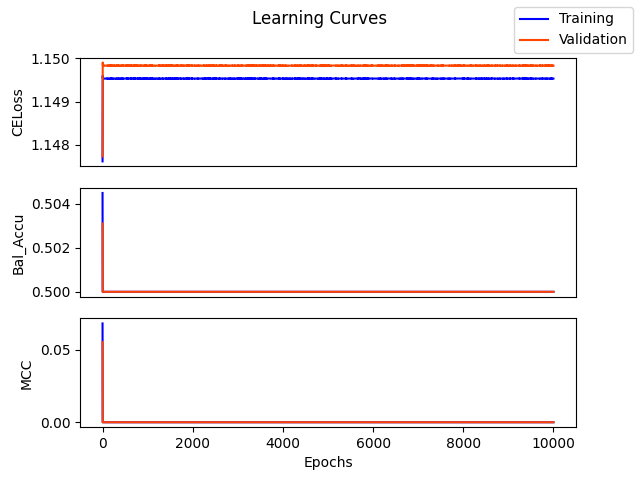 Learning Curves
Training
Validation
1.150
1.149
1.148
CELoss
0.504
0.502
0.500
Bal_Accu
0.05
0.00
MCC
0
2000
4000
6000
8000
10000
Epochs